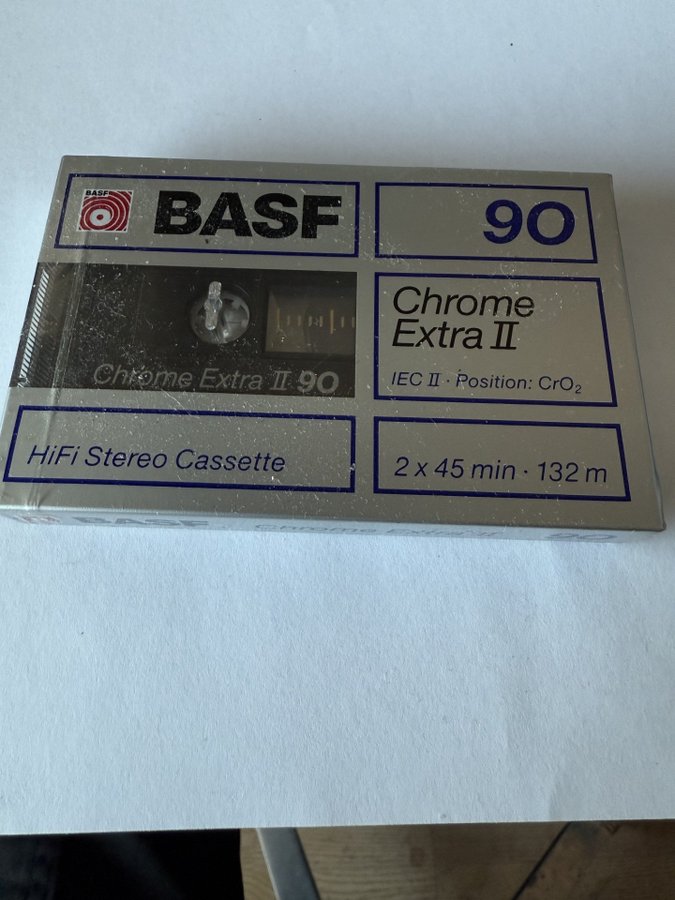 BASF
BASF
90
Chrome
Extra II
IEC II · Position: CrO₂
Chrome Extra II 90
HiFi Stereo Cassette
2 x 45 min · 132 m
BASF
Chrome Extra II
90